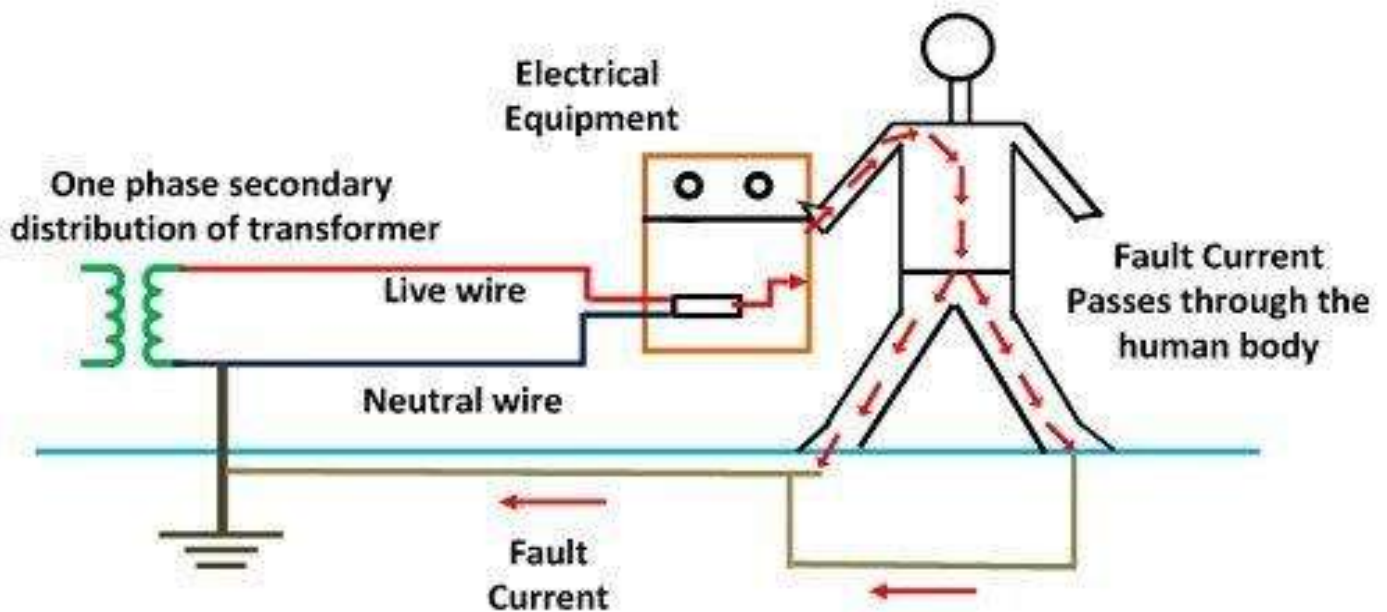 Electrical
Equipment
One phase secondary
distribution of transformer
Live wire
Neutral wire
Fault Current
Passes through the
human body
Fault
Current